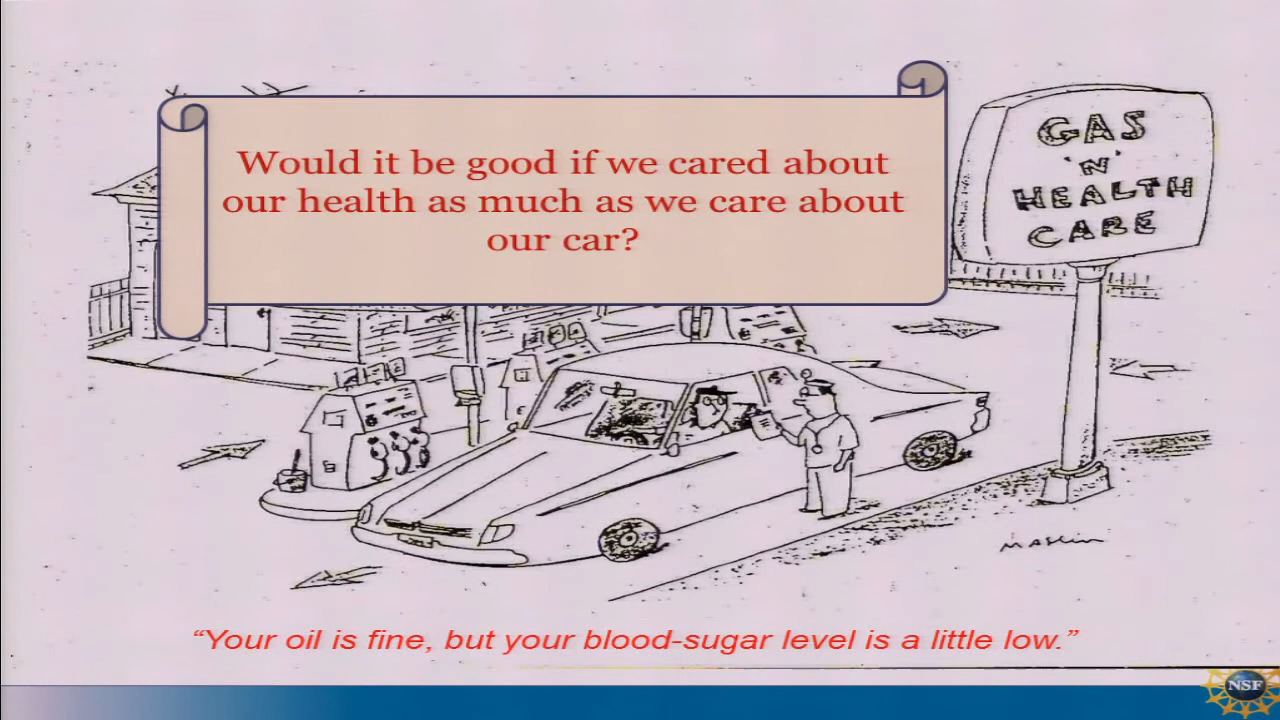 Would it be good if we cared about
our health as much as we care about
our car?
GAS
'N'
HEALTH
CARE
MASLIN
“Your oil is fine, but your blood-sugar level is a little low.”
NSF